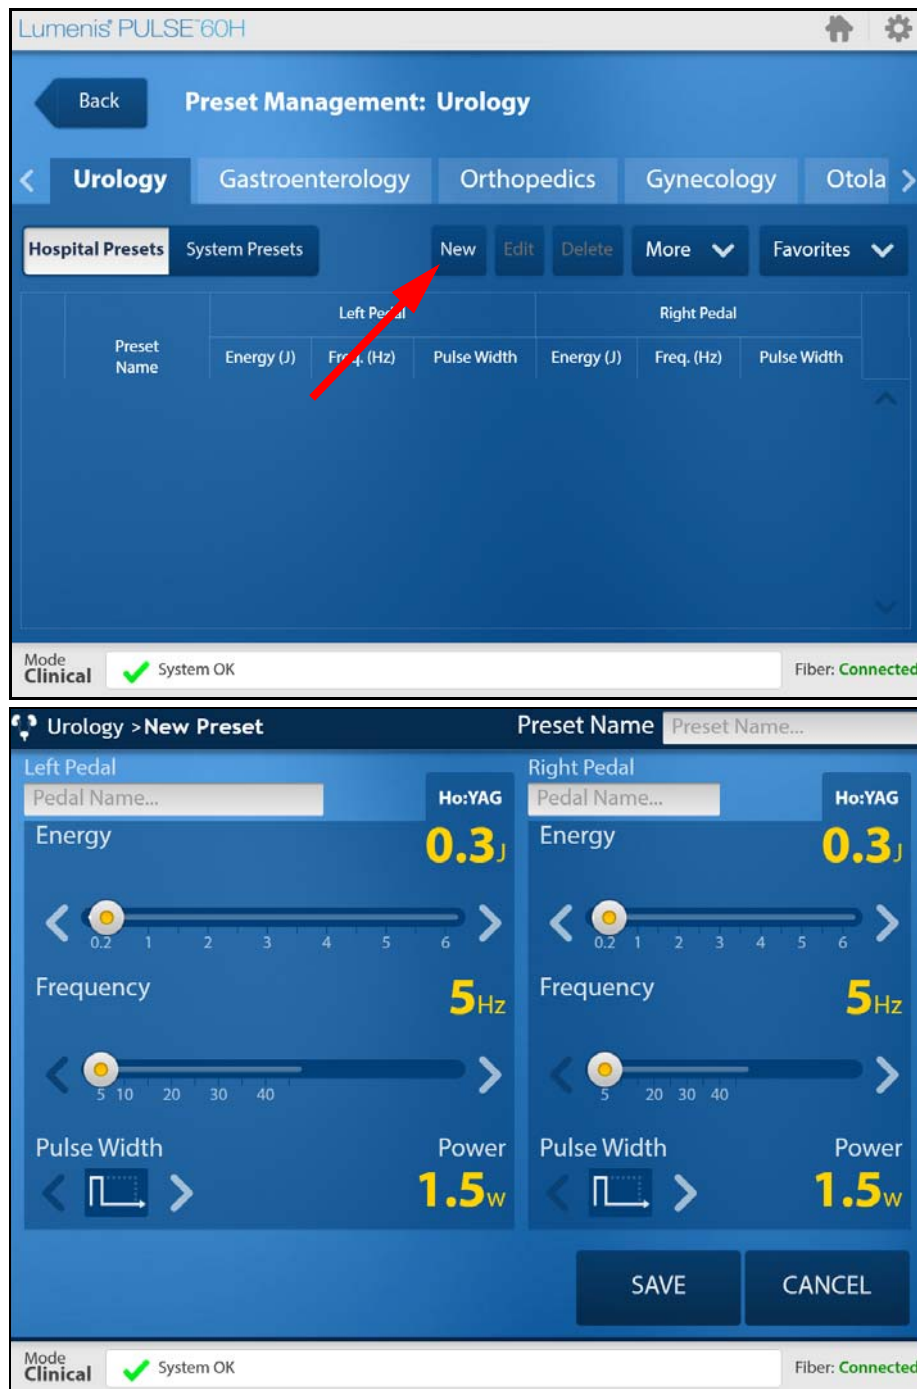 Lumenis® PULSE™ 60H
Back
Preset Management: Urology
Urology Gastroenterology Orthopedics Gynecology Otola
Hospital Presets System Presets New Edit Delete More Favorites
Left Pedal Right Pedal
Preset Name Energy (J) Freq. (Hz) Pulse Width Energy (J) Freq. (Hz) Pulse Width
Mode
Clinical System OK Fiber: Connected
Urology > New Preset Preset Name Preset Name...
Left Pedal Right Pedal
Pedal Name... Ho:YAG Pedal Name... Ho:YAG
Energy 0.3J Energy 0.3J
0.2 1 2 3 4 5 6 0.2 1 2 3 4 5 6
Frequency 5Hz Frequency 5Hz
5 10 20 30 40 5 20 30 40
Pulse Width Power Pulse Width Power
1.5w 1.5w
SAVE CANCEL
Mode
Clinical System OK Fiber: Connected